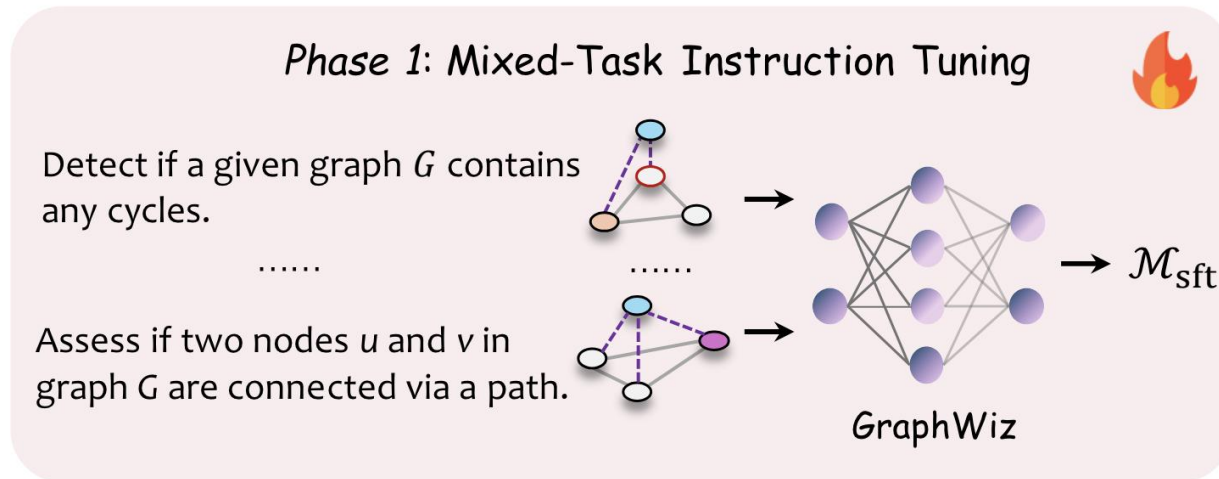 Phase 1: Mixed-Task Instruction Tuning
Detect if a given graph G contains
any cycles.
......
......
Assess if two nodes u and v in
graph G are connected via a path.
GraphWiz
ℳsft